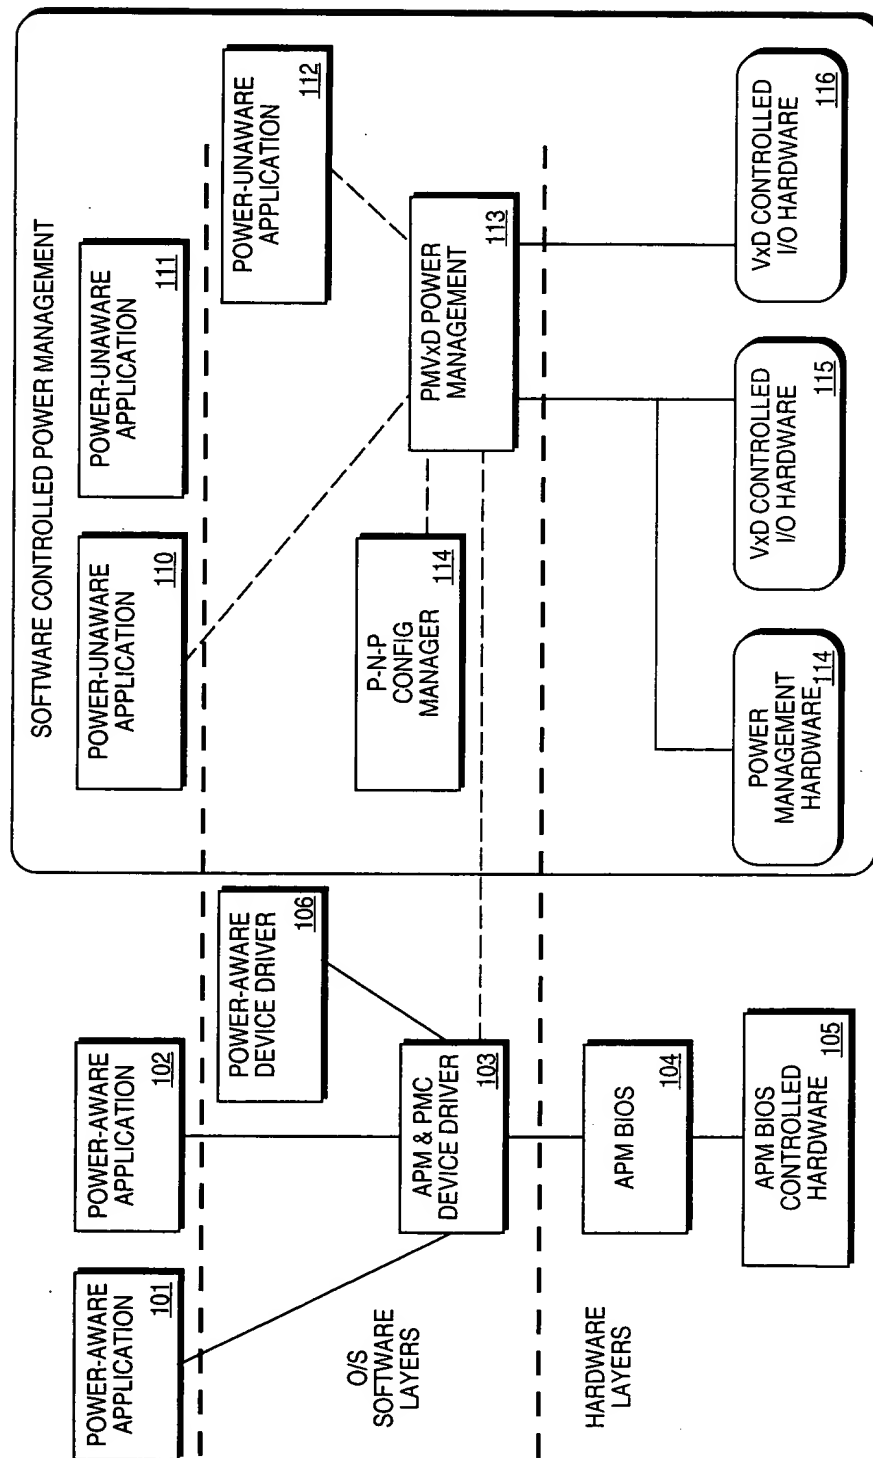 SOFTWARE CONTROLLED POWER MANAGEMENT
POWER-AWARE
APPLICATION
101
POWER-AWARE
APPLICATION
102
POWER-UNAWARE
APPLICATION
110
POWER-UNAWARE
APPLICATION
111
POWER-AWARE
DEVICE DRIVER
106
POWER-UNAWARE
APPLICATION
112
O/S
SOFTWARE
LAYERS
APM & PMC
DEVICE DRIVER
103
P-N-P
CONFIG
MANAGER
114
PMVxD POWER
MANAGEMENT
113
HARDWARE
LAYERS
APM BIOS
104
APM BIOS
CONTROLLED
HARDWARE
105
POWER
MANAGEMENT
HARDWARE
114
VxD CONTROLLED
I/O HARDWARE
115
VxD CONTROLLED
I/O HARDWARE
116